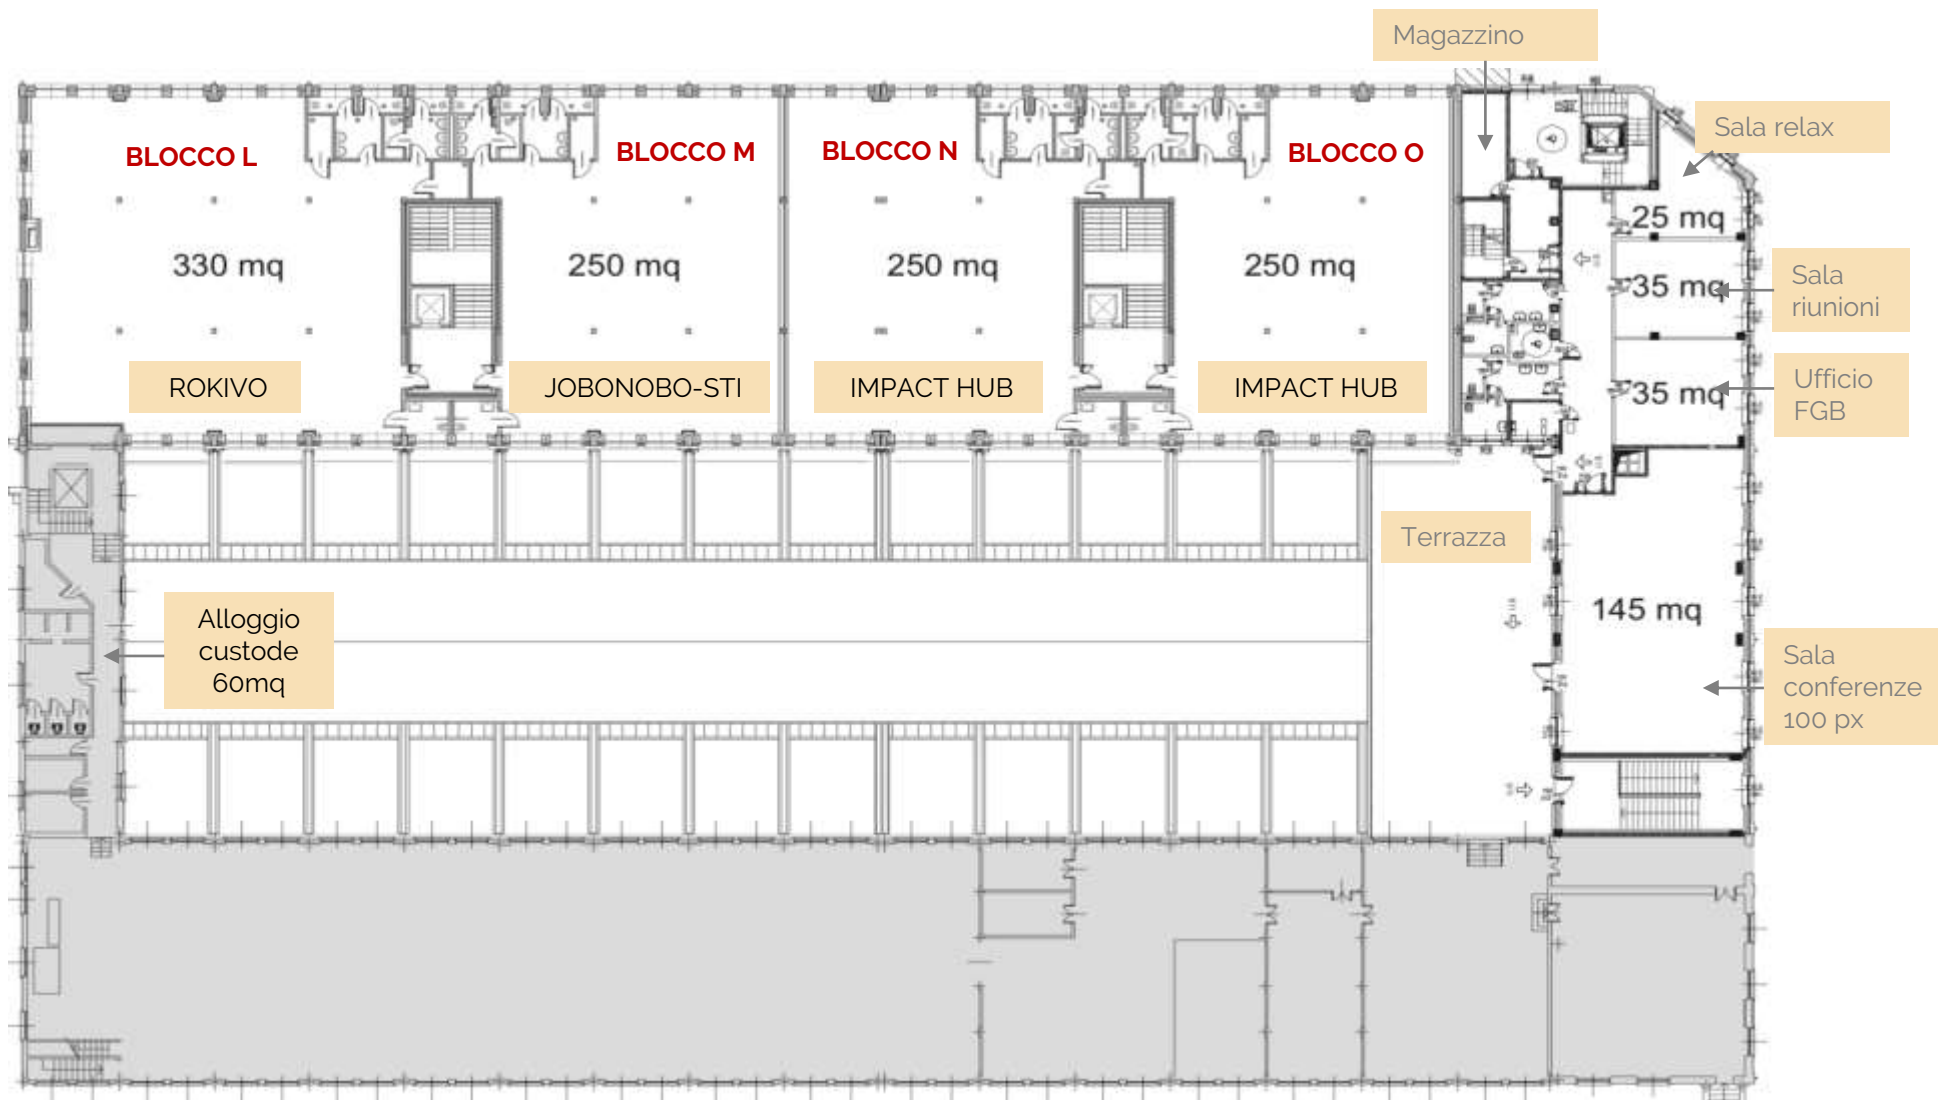 Magazzino
Sala relax
BLOCCO L
BLOCCO M
BLOCCO N
BLOCCO O
25 mq
330 mq
250 mq
250 mq
250 mq
35 mq
Sala
riunioni
ROKIVO
JOBONOBO-STI
IMPACT HUB
IMPACT HUB
35 mq
Ufficio
FGB
Terrazza
Alloggio
custode
60mq
145 mq
Sala
conferenze
100 px